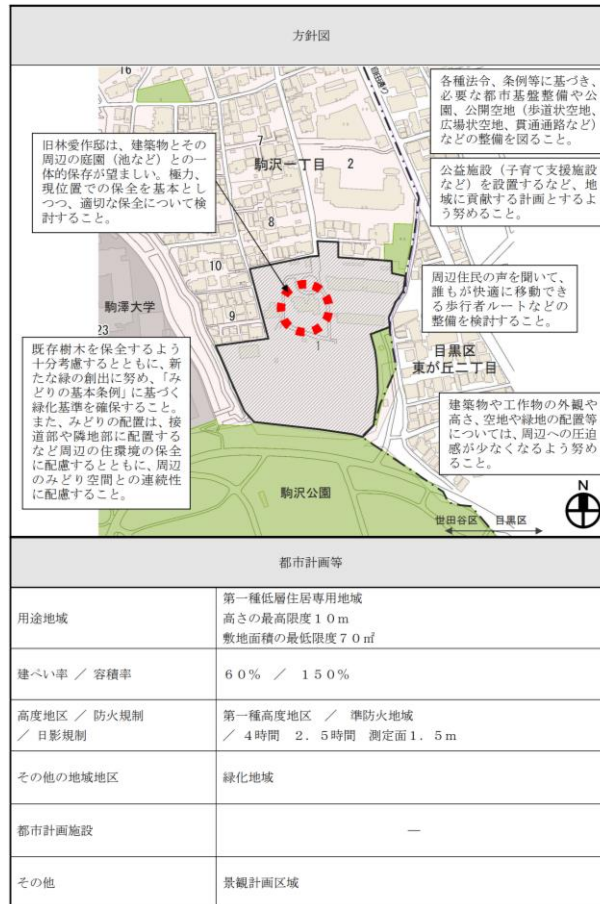 方針図
16
目黒通り
各種法令、条例等に基づき、
必要な都市基盤整備や公
園、公開空地（歩道状空地、
広場状空地、貫通通路など）
などの整備を図ること。
旧林愛作邸は、建築物とその
周辺の庭園（池など）との一
体的保存が望ましい。極力、
現位置での保全を基本とし
つつ、適切な保全について検
討すること。
7
駒沢一丁目
2
公益施設（子育て支援施設
など）を設置するなど、地
域に貢献する計画とするよ
う努めること。
8
10
周辺住民の声を聞いて、
誰もが快適に移動でき
る歩行者ルートなどの
整備を検討すること。
駒澤大学
9
1
23
目黒区
東が丘二丁目
既存樹木を保全するよう
十分考慮するとともに、新
たな緑の創出に努め、「み
どりの基本条例」に基づく
緑化基準を確保すること。
また、みどりの配置は、接
道部や隣地部に配置する
など周辺の住環境の保全
に配慮するとともに、周辺
のみどり空間との連続性
に配慮すること。
建築物や工作物の外観や
高さ、空地や緑地の配置等
については、周辺への圧迫
感が少なくなるよう努め
ること。
駒沢公園
N
世田谷区 目黒区
都市計画等
用途地域
第一種低層住居専用地域
高さの最高限度１０ｍ
敷地面積の最低限度７０㎡
建ぺい率 ／ 容積率
６０％ ／ １５０％
高度地区 ／ 防火規制
／ 日影規制
第一種高度地区 ／ 準防火地域
／ ４時間 ２．５時間 測定面１．５ｍ
その他の地域地区
緑化地域
都市計画施設
―
その他
景観計画区域